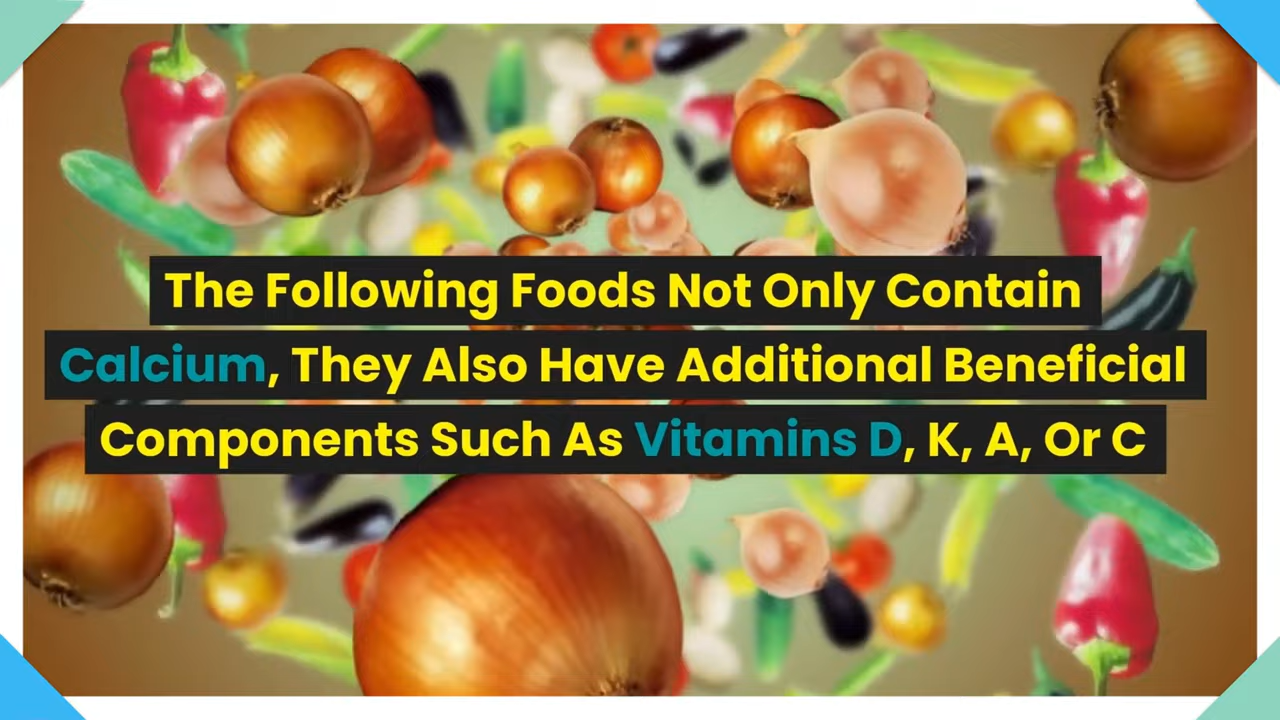 The Following Foods Not Only Contain
Calcium, They Also Have Additional Beneficial
Components Such As Vitamins D, K, A, Or C